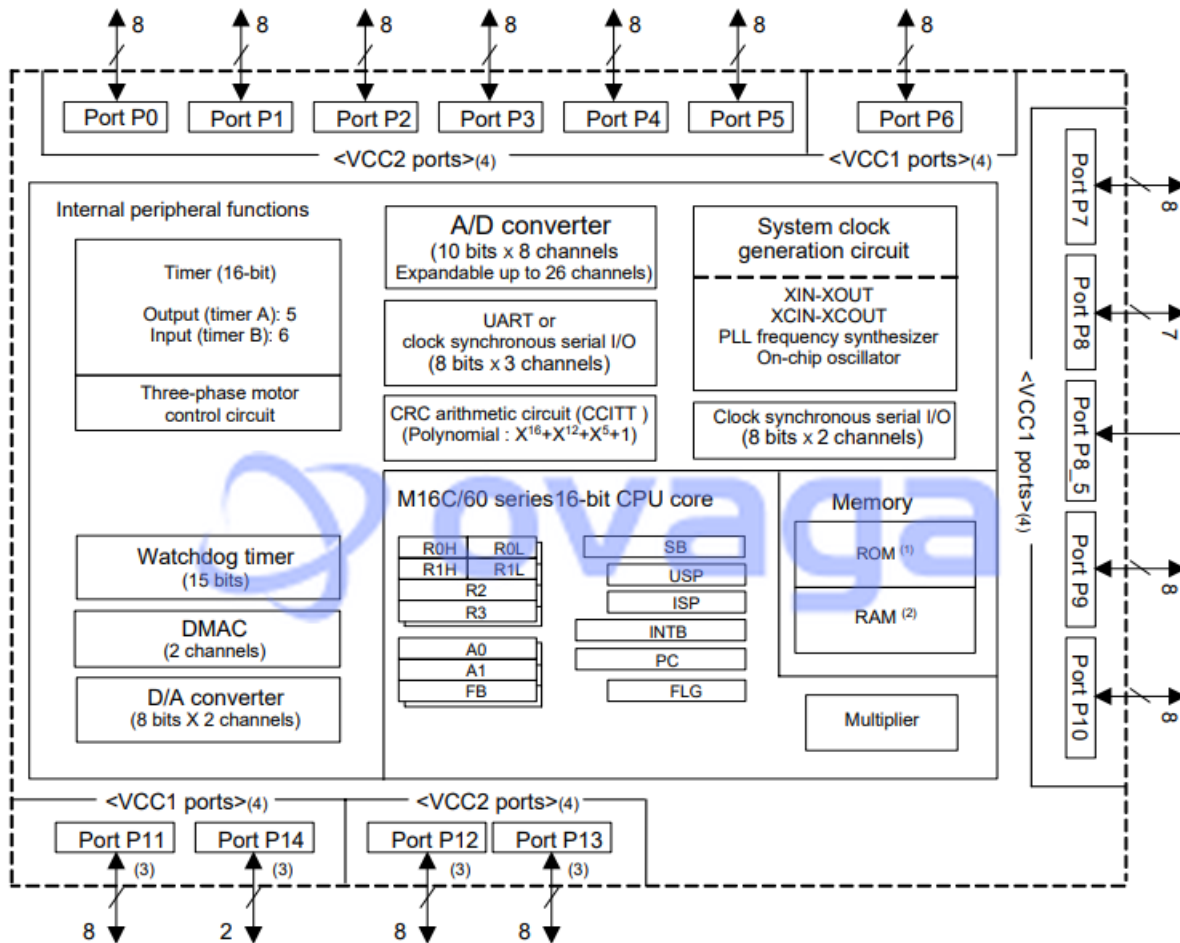 8 8 8 8 8 8 8
Port P0 Port P1 Port P2 Port P3 Port P4 Port P5 Port P6
<VCC2 ports>(4) <VCC1 ports>(4)
Internal peripheral functions
Timer (16-bit)
Output (timer A): 5
Input (timer B): 6
Three-phase motor
control circuit
A/D converter
(10 bits x 8 channels
Expandable up to 26 channels)
UART or
clock synchronous serial I/O
(8 bits x 3 channels)
CRC arithmetic circuit (CCITT )
(Polynomial : X¹⁶+X¹²+X⁵+1)
System clock
generation circuit
XIN-XOUT
XCIN-XCOUT
PLL frequency synthesizer
On-chip oscillator
Clock synchronous serial I/O
(8 bits x 2 channels)
Watchdog timer
(15 bits)
DMAC
(2 channels)
D/A converter
(8 bits X 2 channels)
M16C/60 series16-bit CPU core
R0H R0L
R1H R1L
R2
R3
A0
A1
FB
SB
USP
ISP
INTB
PC
FLG
Memory
ROM (1)
RAM (2)
Multiplier
ovaga
<VCC1 ports>(4)
Port P7
8
Port P8
7
Port P8_5
Port P9
8
Port P10
8
<VCC1 ports>(4) <VCC2 ports>(4)
Port P11 Port P14 Port P12 Port P13
(3) (3) (3) (3)
8 2 8 8